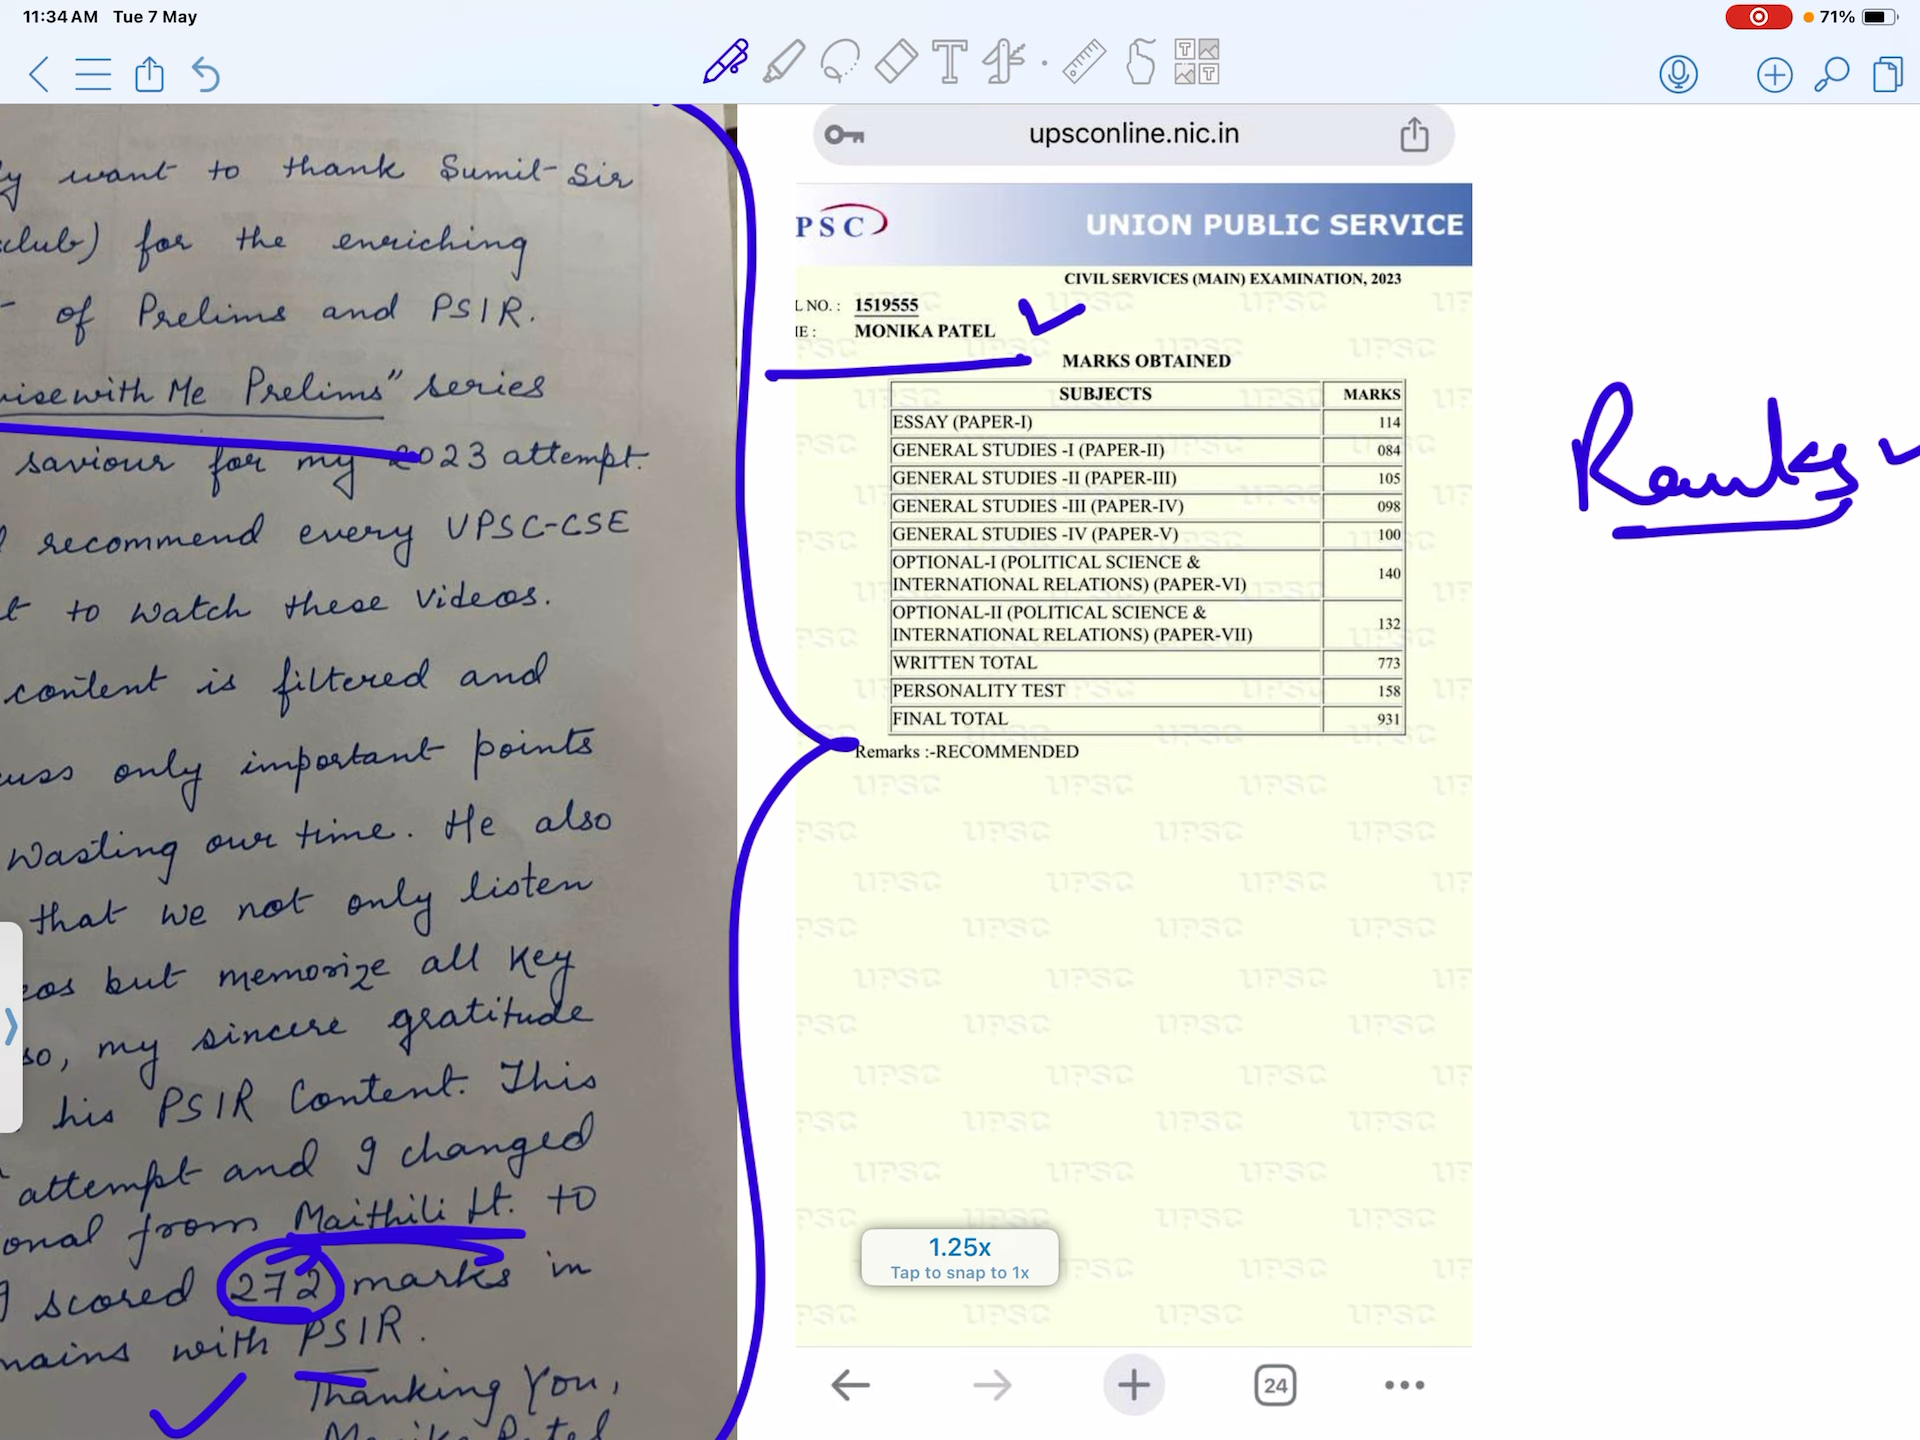 11:34 AM Tue 7 May
71%
want to thank Sumit Sir
club) for the enriching
of Prelims and PSIR.
with Me Prelims" series
saviour for my 2023 attempt.
recommend every UPSC-CSE
to watch these videos.
content is filtered and
only important points
wasting our time. He also
that we not only listen
but memorize all key
so, my sincere gratitude
his PSIR Content. This
attempt and I changed
onal from Maithili Lt. to
I scored 272 marks in
mains with PSIR.
Thanking You,
Monika Patel
upsconline.nic.in
PSC
UNION PUBLIC SERVICE
CIVIL SERVICES (MAIN) EXAMINATION, 2023
L NO. : 1519555
IE : MONIKA PATEL
MARKS OBTAINED
SUBJECTS MARKS
ESSAY (PAPER-I) 114
GENERAL STUDIES -I (PAPER-II) 084
GENERAL STUDIES -II (PAPER-III) 105
GENERAL STUDIES -III (PAPER-IV) 098
GENERAL STUDIES -IV (PAPER-V) 100
OPTIONAL-I (POLITICAL SCIENCE &
INTERNATIONAL RELATIONS) (PAPER-VI) 140
OPTIONAL-II (POLITICAL SCIENCE &
INTERNATIONAL RELATIONS) (PAPER-VII) 132
WRITTEN TOTAL 773
PERSONALITY TEST 158
FINAL TOTAL 931
Remarks :-RECOMMENDED
1.25x
Tap to snap to 1x
24
Ranks